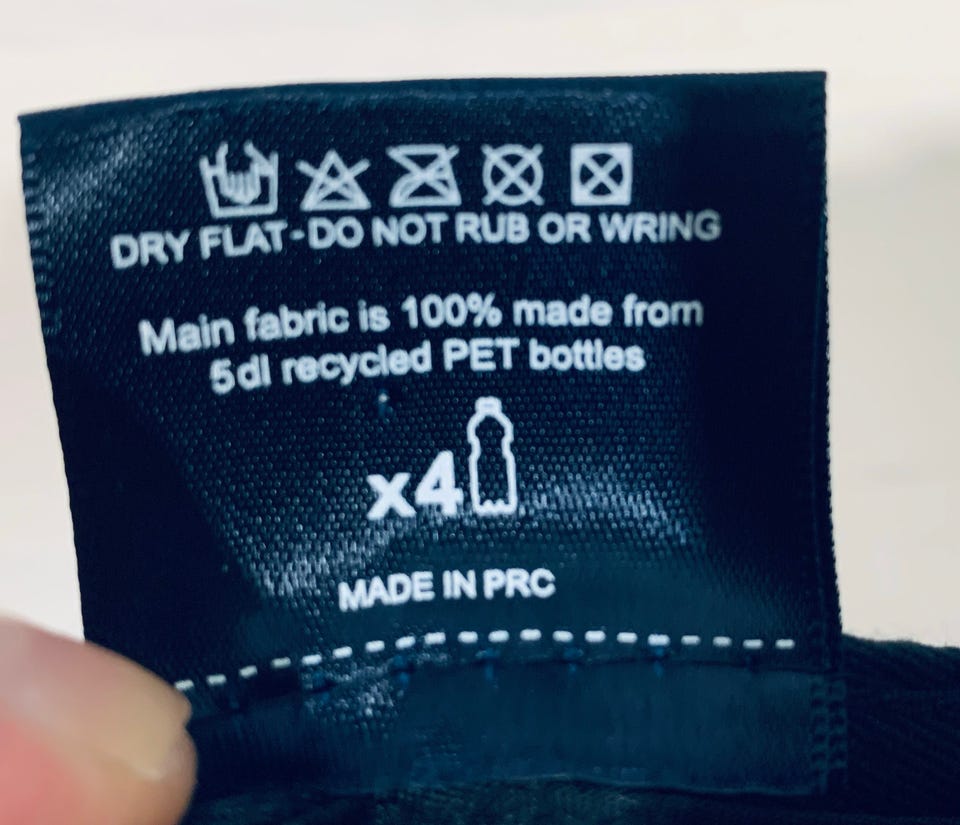 DRY FLAT-DO NOT RUB OR WRING
Main fabric is 100% made from
5dl recycled PET bottles
x4
MADE IN PRC